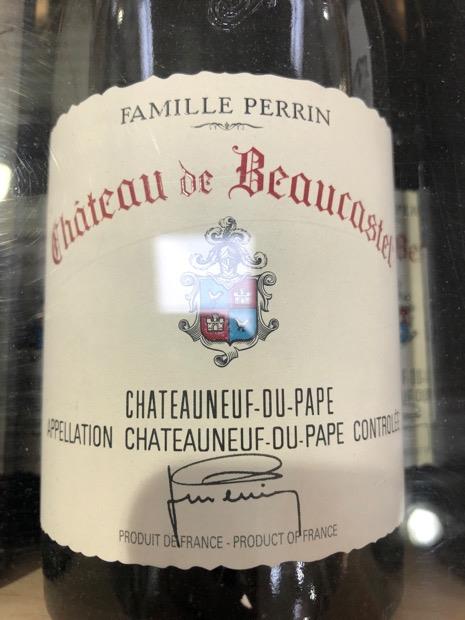 FAMILLE PERRIN
Château de Beaucastel
CHATEAUNEUF-DU-PAPE
APPELLATION CHATEAUNEUF-DU-PAPE CONTROLÉE
PRODUIT DE FRANCE - PRODUCT OF FRANCE